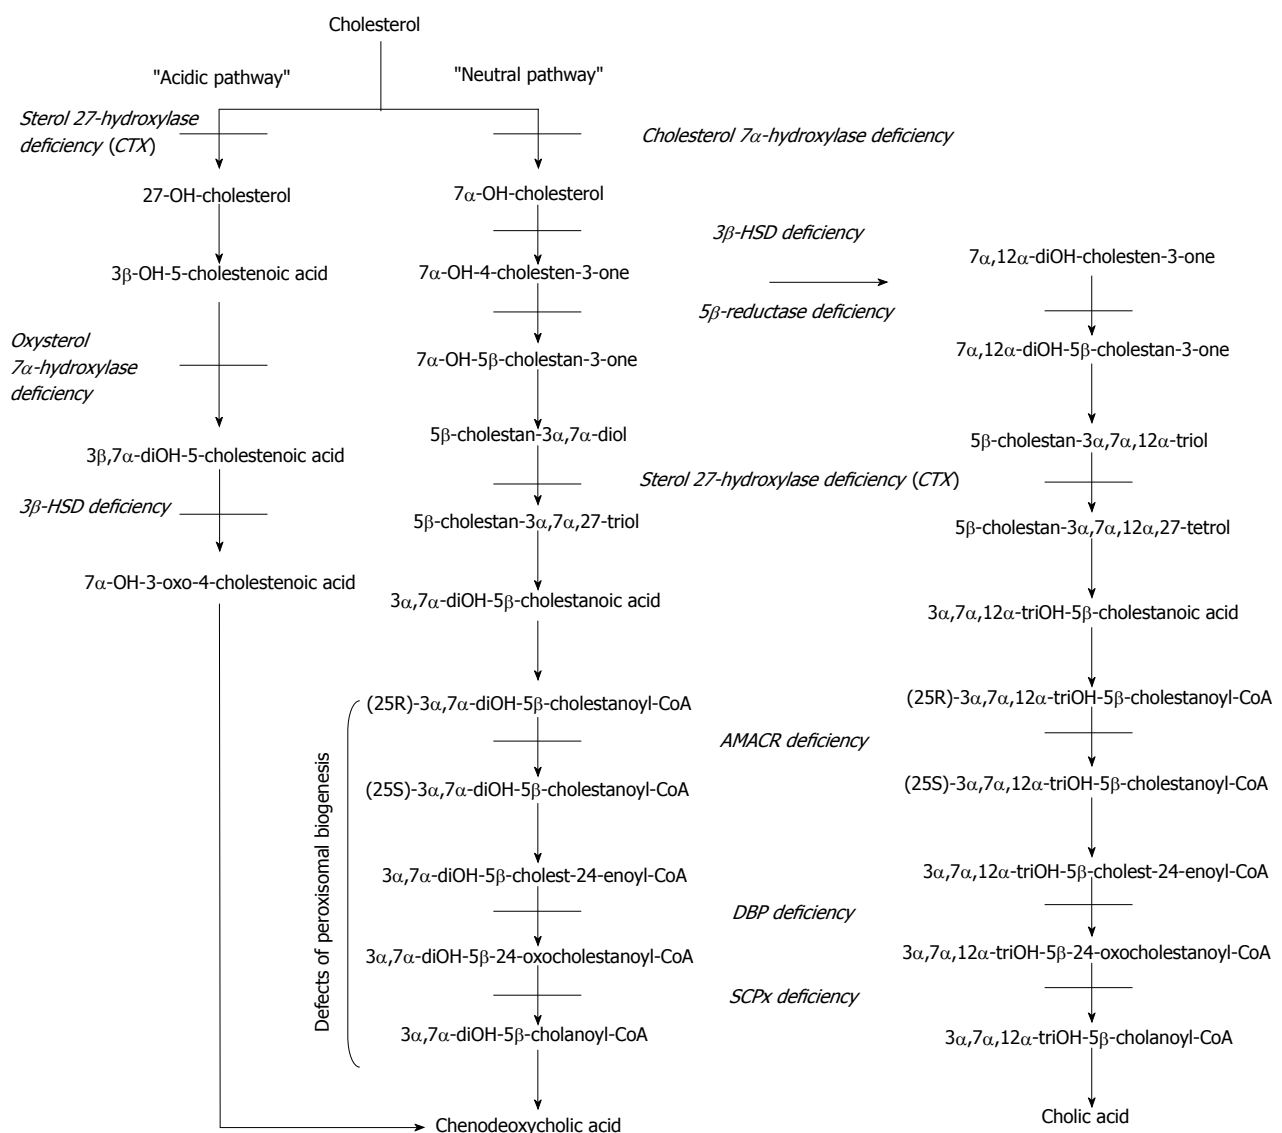 Cholesterol
"Acidic pathway"
"Neutral pathway"
Sterol 27-hydroxylase
deficiency (CTX)
Cholesterol 7α-hydroxylase deficiency
27-OH-cholesterol
7α-OH-cholesterol
3β-HSD deficiency
7α,12α-diOH-cholesten-3-one
3β-OH-5-cholestenoic acid
7α-OH-4-cholesten-3-one
5β-reductase deficiency
Oxysterol
7α-hydroxylase
deficiency
7α-OH-5β-cholestan-3-one
7α,12α-diOH-5β-cholestan-3-one
5β-cholestan-3α,7α-diol
5β-cholestan-3α,7α,12α-triol
3β,7α-diOH-5-cholestenoic acid
Sterol 27-hydroxylase deficiency (CTX)
3β-HSD deficiency
5β-cholestan-3α,7α,27-triol
5β-cholestan-3α,7α,12α,27-tetrol
7α-OH-3-oxo-4-cholestenoic acid
3α,7α-diOH-5β-cholestanoic acid
3α,7α,12α-triOH-5β-cholestanoic acid
Defects of peroxisomal biogenesis
(25R)-3α,7α-diOH-5β-cholestanoyl-CoA
(25R)-3α,7α,12α-triOH-5β-cholestanoyl-CoA
AMACR deficiency
(25S)-3α,7α-diOH-5β-cholestanoyl-CoA
(25S)-3α,7α,12α-triOH-5β-cholestanoyl-CoA
3α,7α-diOH-5β-cholest-24-enoyl-CoA
3α,7α,12α-triOH-5β-cholest-24-enoyl-CoA
DBP deficiency
3α,7α-diOH-5β-24-oxocholestanoyl-CoA
3α,7α,12α-triOH-5β-24-oxocholestanoyl-CoA
SCPx deficiency
3α,7α-diOH-5β-cholanoyl-CoA
3α,7α,12α-triOH-5β-cholanoyl-CoA
Chenodeoxycholic acid
Cholic acid